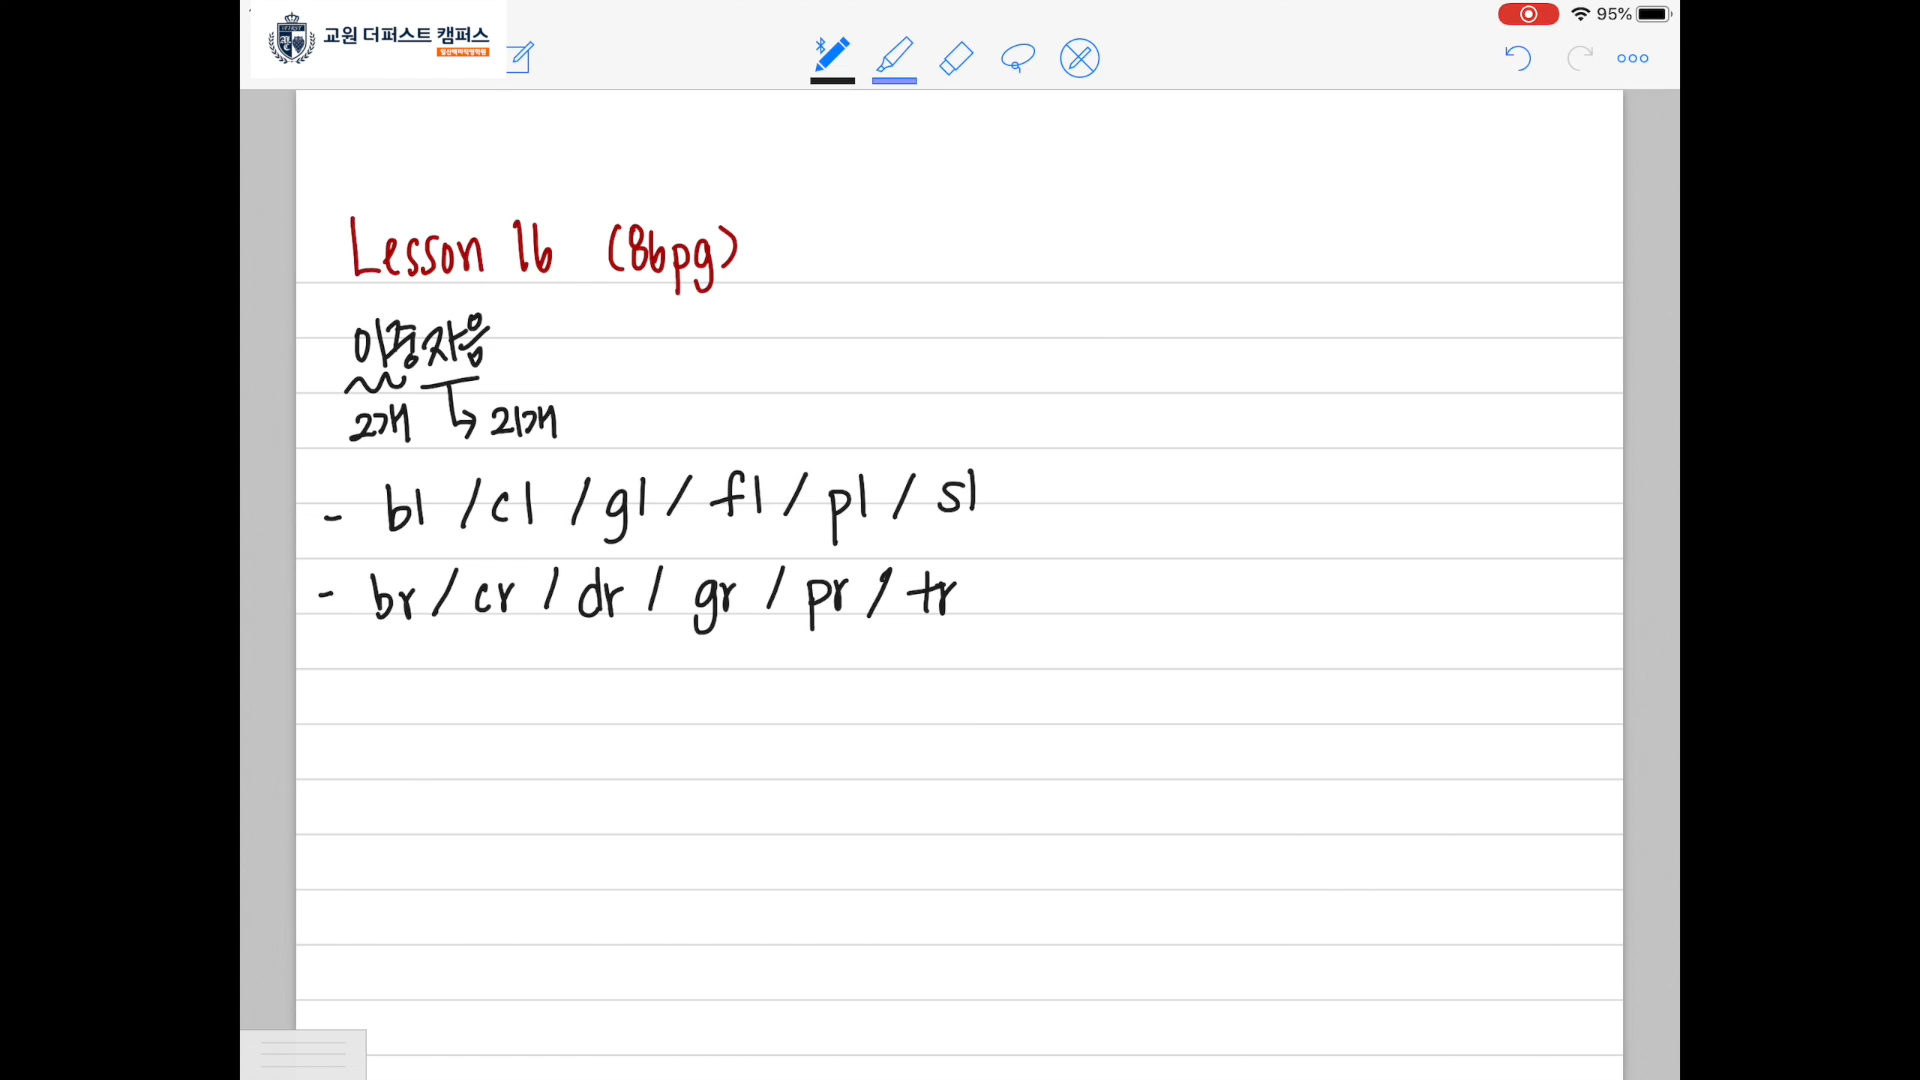 교원 더퍼스트 캠퍼스
95%
Lesson 16 (86pg)
이중자음
2개 → 21개
- bl / cl / gl / fl / pl / sl
- br / cr / dr / gr / pr / tr